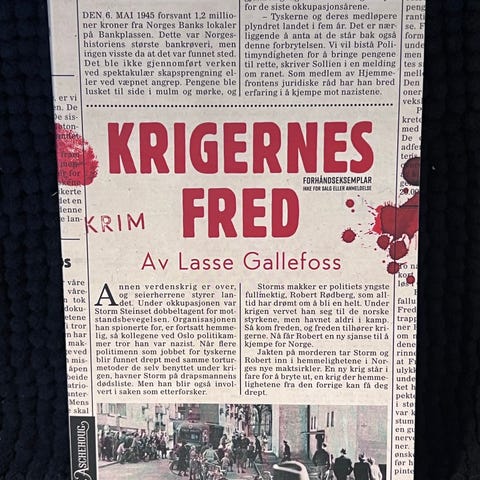 DEN 6. MAI 1945 forsvant 1,2 millio-
ner kroner fra Norges Banks lokaler
på Bankplassen. Dette var Norges-
historiens største bankrøveri, men
ingen visste da at det var funnet sted.
Det ble ikke gjennomført verken
ved spektakulær skapsprengning el-
ler ved væpnet angrep. Pengene ble
lusket til side i mulm og mørke, og
for de siste okkupasjonsårene.
– Tyskerne og deres medløpere
plyndret landet i fem år. Det er nær-
liggende å anta at de står bak også
denne forbrytelsen. Vi vil bistå Poli-
timyndigheten for å bringe pengene
til rette, skriver Sollien i en melding
om ranet. Som medlem av Hjemme-
frontens juridiske råd har han bred
erfaring i å kjempe mot nazistene.
KRIGERNES
FORHÅNDSEKSEMPLAR
IKKE FOR SALG ELLER ANMELDELSE
FRED
KRIM
Av Lasse Gallefoss
Annen verdenskrig er over,
og seierherrene styrer lan-
det. Under okkupasjonen var
Storm Steinset dobbeltagent for mot-
standsbevegelsen. Organisasjonen
han spionerte for, er fortsatt hemme-
lig, så kollegene ved Oslo politikam-
mer tror han var nazist. Når flere
politimenn som jobbet for tyskerne
blir funnet drept med samme tortur-
metoder de selv benyttet under kri-
gen, havner Storm på drapsmannens
dødsliste. Men han blir også invol-
vert i saken som etterforsker.
Storms makker er politiets yngste
fullmektig, Robert Rødberg, som all-
tid har drømt om å bli en helt. Under
krigen vervet han seg til de norske
styrkene, men havnet aldri i kamp.
Så kom freden, og freden tilhører krig-
erne. Nå får Robert en ny sjanse til å
kjempe for Norge.
Jakten på morderen tar Storm og
Robert inn i hemmelighetene i Nor-
ges nye maktsirkler. En ny krig står i
fare for å bryte ut, en krig der hemme-
lighetene fra den forrige kan få deg
drept.
ASCHEHOUG